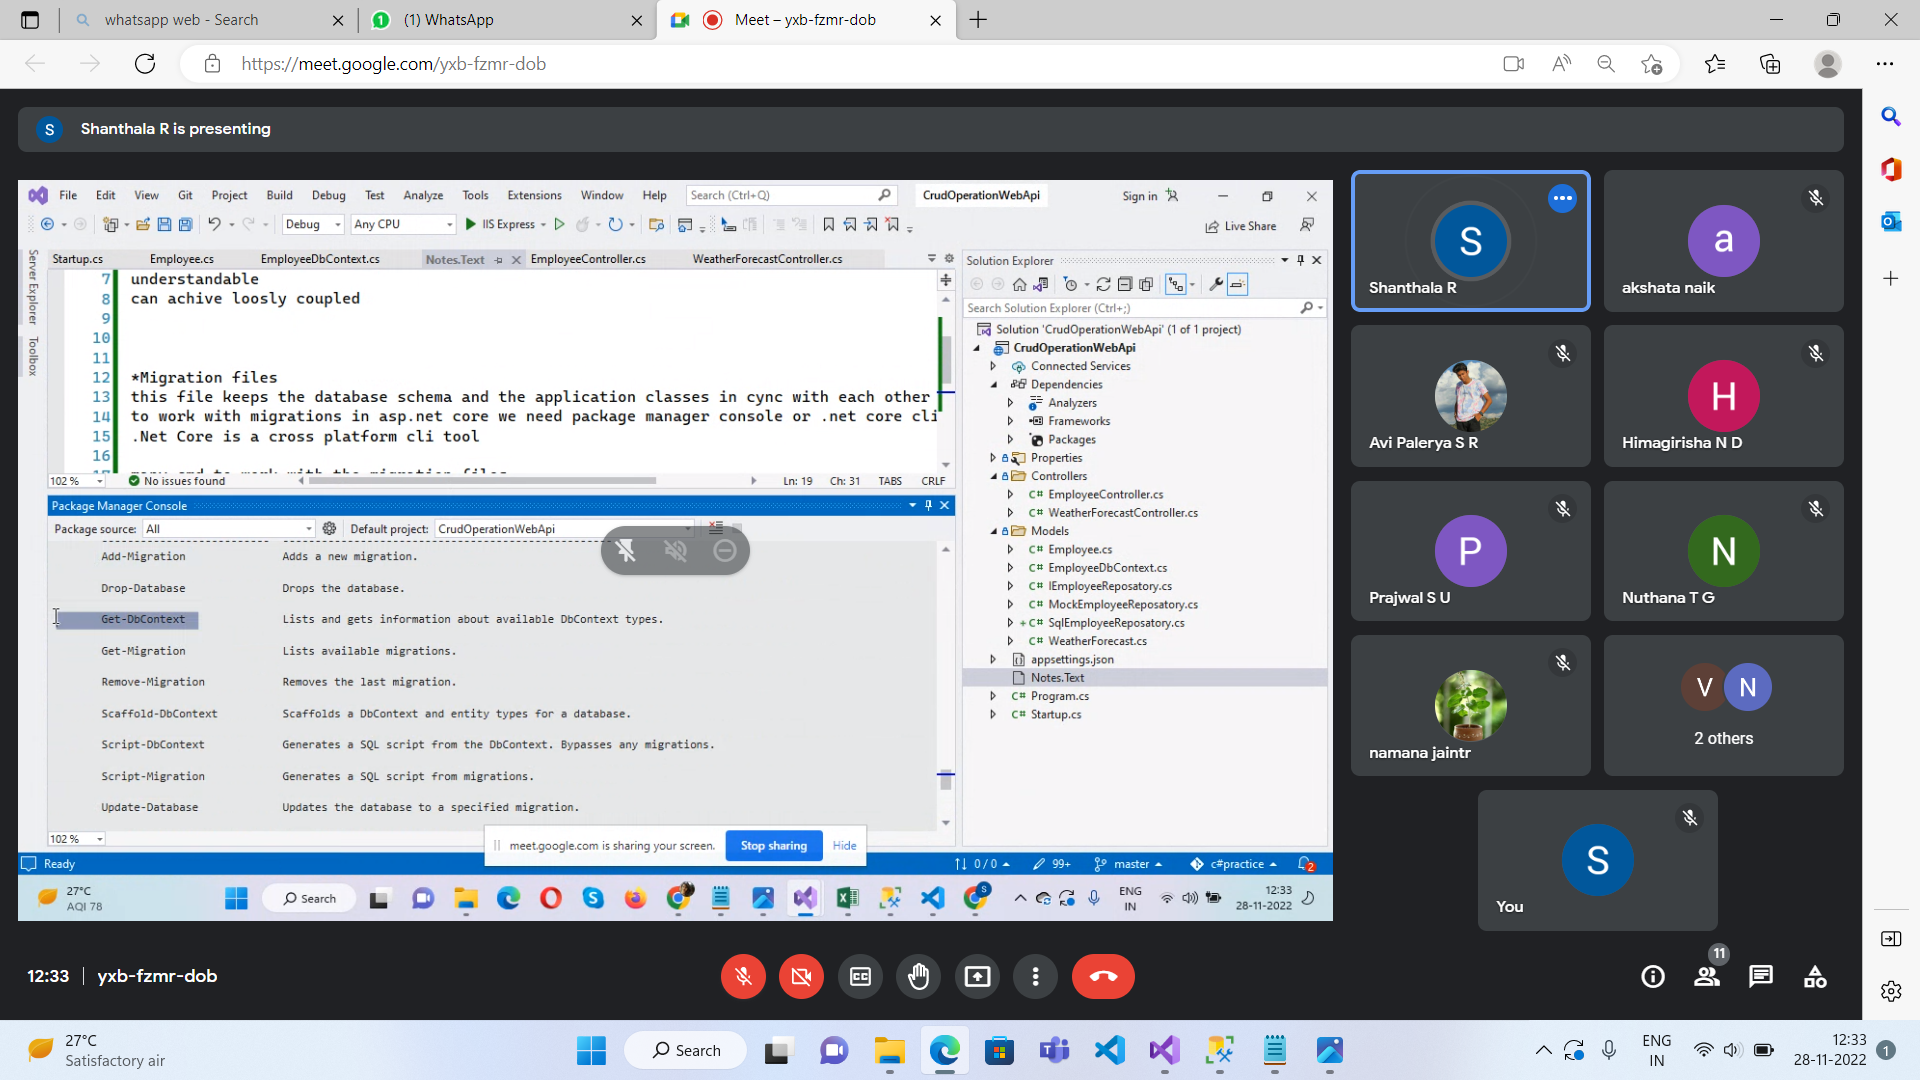 whatsapp web - Search
(1) WhatsApp
Meet – yxb-fzmr-dob
https://meet.google.com/yxb-fzmr-dob
S
Shanthala R is presenting
File Edit View Git Project Build Debug Test Analyze Tools Extensions Window Help
Search (Ctrl+Q)
CrudOperationWebApi
Sign in
Debug
Any CPU
IIS Express
Live Share
Server Explorer
Toolbox
Startup.cs
Employee.cs
EmployeeDbContext.cs
Notes.Text
EmployeeController.cs
WeatherForecastController.cs
7 understandable
8 can achive loosly coupled
9
10
11
12 *Migration files
13 this file keeps the database schema and the application classes in cync with each other
14 to work with migrations in asp.net core we need package manager console or .net core cli
15 .Net Core is a cross platform cli tool
16
102 %
No issues found
Ln: 19 Ch: 31 TABS CRLF
Package Manager Console
Package source: All
Default project: CrudOperationWebApi
Add-Migration Adds a new migration.
Drop-Database Drops the database.
Get-DbContext Lists and gets information about available DbContext types.
Get-Migration Lists available migrations.
Remove-Migration Removes the last migration.
Scaffold-DbContext Scaffolds a DbContext and entity types for a database.
Script-DbContext Generates a SQL script from the DbContext. Bypasses any migrations.
Script-Migration Generates a SQL script from migrations.
Update-Database Updates the database to a specified migration.
102 %
meet.google.com is sharing your screen.
Stop sharing
Hide
Ready
0 / 0
99+
master
c#practice
2
Solution Explorer
Search Solution Explorer (Ctrl+;)
Solution 'CrudOperationWebApi' (1 of 1 project)
CrudOperationWebApi
Connected Services
Dependencies
Analyzers
Frameworks
Packages
Properties
Controllers
C# EmployeeController.cs
C# WeatherForecastController.cs
Models
C# Employee.cs
C# EmployeeDbContext.cs
C# IEmployeeReposatory.cs
C# MockEmployeeReposatory.cs
+ C# SqlEmployeeReposatory.cs
C# WeatherForecast.cs
appsettings.json
Notes.Text
C# Program.cs
C# Startup.cs
27°C
AQI 78
Search
S
ENG
IN
12:33
28-11-2022
S
Shanthala R
a
akshata naik
Avi Palerya S R
H
Himagirisha N D
P
Prajwal S U
N
Nuthana T G
namana jaintr
V N
2 others
S
You
12:33 | yxb-fzmr-dob
CC
11
27°C
Satisfactory air
Search
ENG
IN
12:33
28-11-2022
1